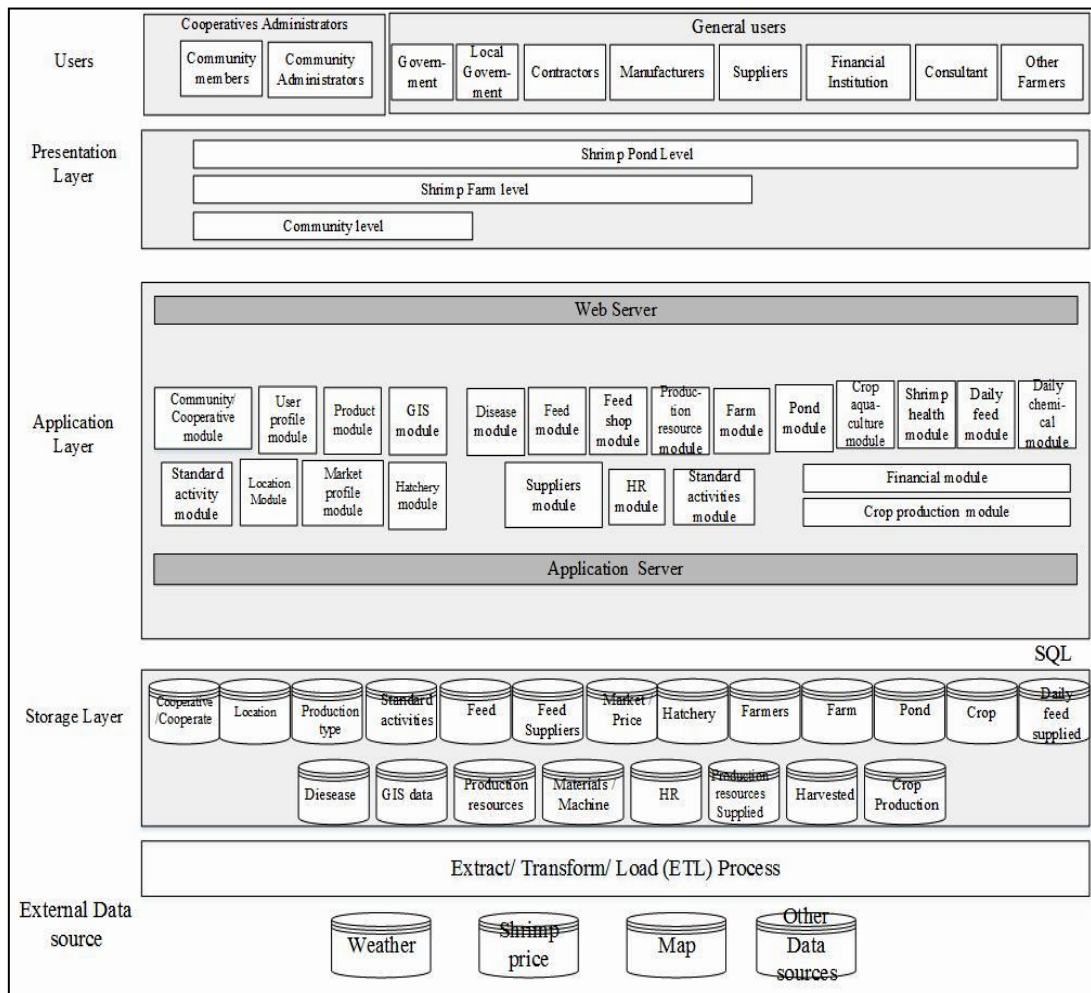 Users
Cooperatives Administrators
Community
members
Community
Administrators
General users
Govern-
ment
Local
Govern-
ment
Contractors
Manufacturers
Suppliers
Financial
Institution
Consultant
Other
Farmers
Presentation
Layer
Shrimp Pond Level
Shrimp Farm level
Community level
Application
Layer
Web Server
Community/
Cooperative
module
User
profile
module
Product
module
GIS
module
Disease
module
Feed
module
Feed
shop
module
Produc-
tion
resource
module
Farm
module
Pond
module
Crop
aqua-
culture
module
Shrimp
health
module
Daily
feed
module
Daily
chemi-
cal
module
Standard
activity
module
Location
Module
Market
profile
module
Hatchery
module
Suppliers
module
HR
module
Standard
activities
module
Financial module
Crop production module
Application Server
SQL
Storage Layer
Cooperative
/Cooperate
Location
Production
type
Standard
activities
Feed
Feed
Suppliers
Market /
Price
Hatchery
Farmers
Farm
Pond
Crop
Daily
feed
supplied
Diesease
GIS data
Production
resources
Materials /
Machine
HR
Production
resources
Supplied
Harvested
Crop
Production
Extract/ Transform/ Load (ETL) Process
External Data
source
Weather
Shrimp
price
Map
Other
Data
sources